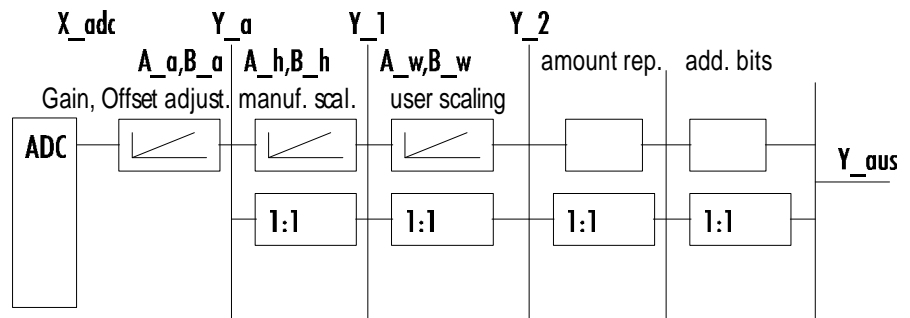 X_adc Y_a Y_1 Y_2
A_a,B_a A_h,B_h A_w,B_w amount rep. add. bits
Gain, Offset adjust. manuf. scal. user scaling
ADC
Y_aus
1:1 1:1 1:1 1:1